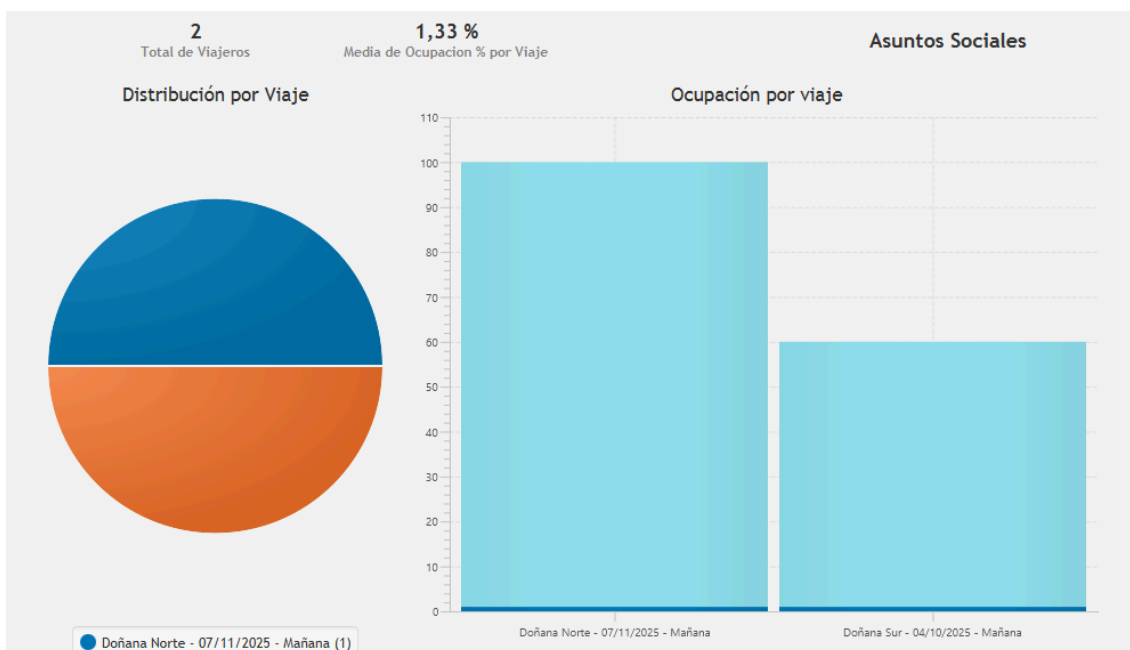 2
Total de Viajeros
1,33 %
Media de Ocupacion % por Viaje
Asuntos Sociales
Distribución por Viaje
Ocupación por viaje
110
100
90
80
70
60
50
40
30
20
10
0
Doñana Norte - 07/11/2025 - Mañana
Doñana Sur - 04/10/2025 - Mañana
Doñana Norte - 07/11/2025 - Mañana (1)